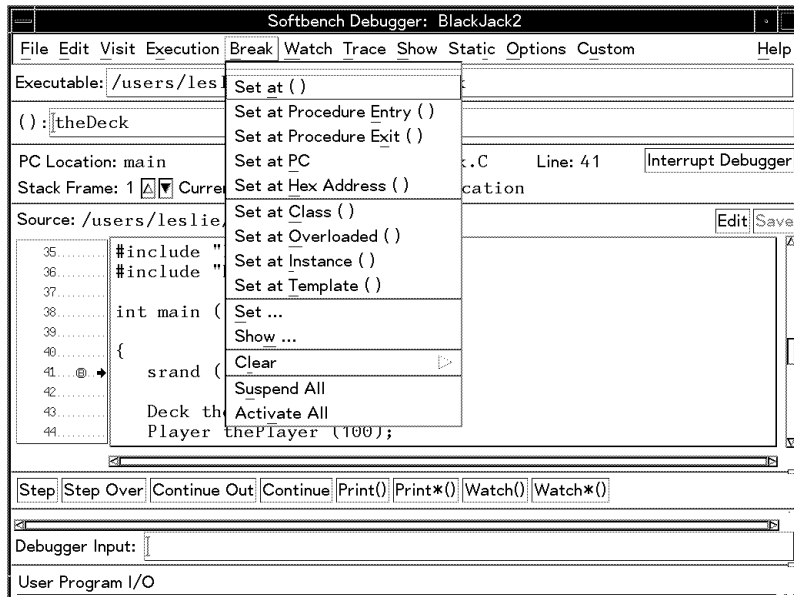 Softbench Debugger: BlackJack2
File Edit Visit Execution Break Watch Trace Show Static Options Custom Help
Executable: /users/les
(): theDeck
PC Location: main .C Line: 41 Interrupt Debugger
Stack Frame: 1 Curre cation
Source: /users/leslie/ Edit Save
Set at ()
Set at Procedure Entry ()
Set at Procedure Exit ()
Set at PC
Set at Hex Address ()
Set at Class ()
Set at Overloaded ()
Set at Instance ()
Set at Template ()
Set ...
Show ...
Clear
Suspend All
Activate All
35 #include "
36 #include "
37
38 int main (
39
40 {
41 B srand (
42
43 Deck the
44 Player thePlayer (100);
Step Step Over Continue Out Continue Print() Print*() Watch() Watch*()
Debugger Input:
User Program I/O